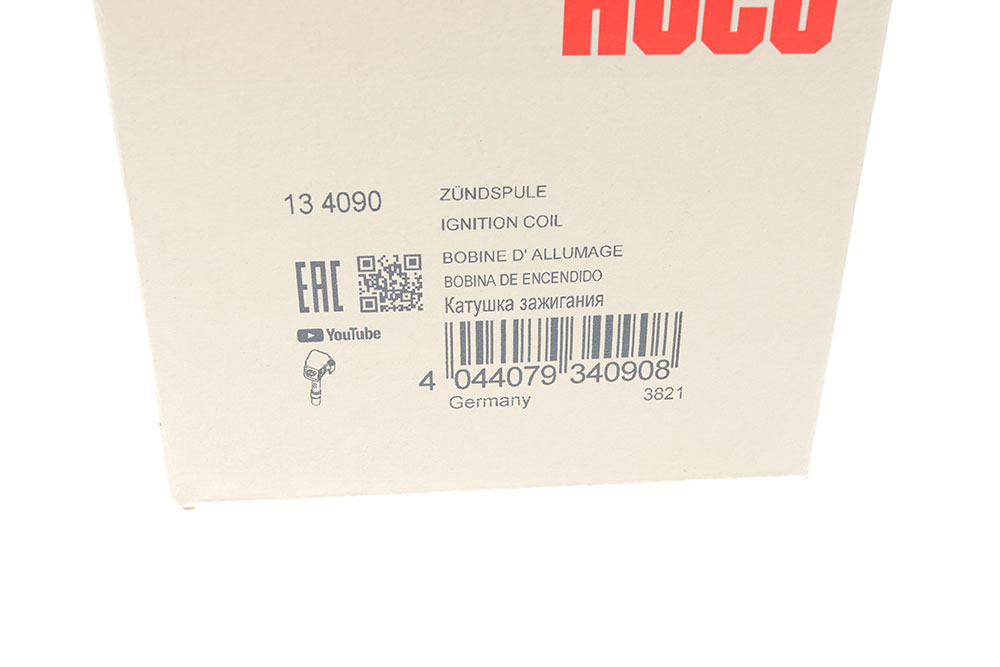 HÜCO
13 4090
ZÜNDSPULE
IGNITION COIL
BOBINE D' ALLUMAGE
BOBINA DE ENCENDIDO
Катушка зажигания
EAC
YouTube
4 044079 340908
Germany
3821